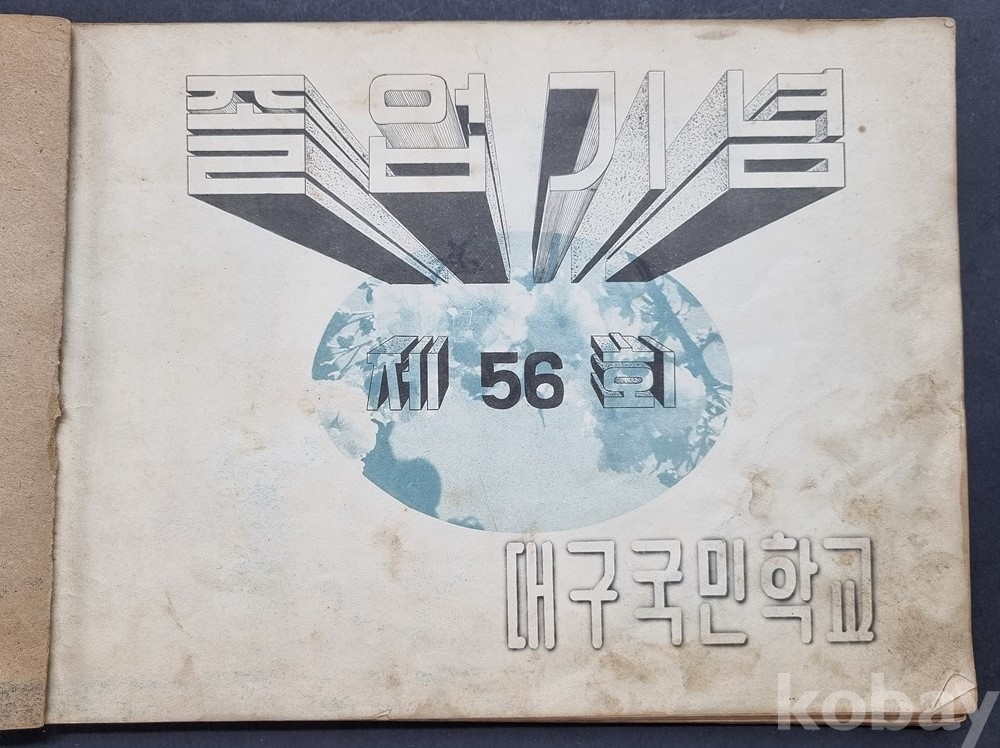 졸업기념
제 56 회
대구국민학교
kobay